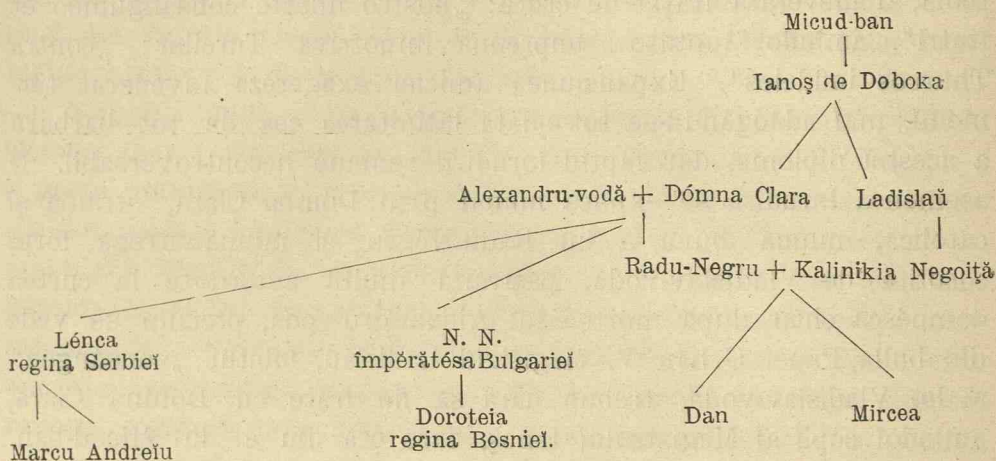 Micud-ban
Ianoş de Doboka
Alexandru-vodă + Dómna Clara Ladislaŭ
Radu-Negru + Kalinikia Negoiţă
Lénca
regina Serbieĭ
N. N.
împĕrătésa Bulgarieĭ
Doroteia
regina Bosnieĭ.
Dan Mircea
Marcu Andreĭu